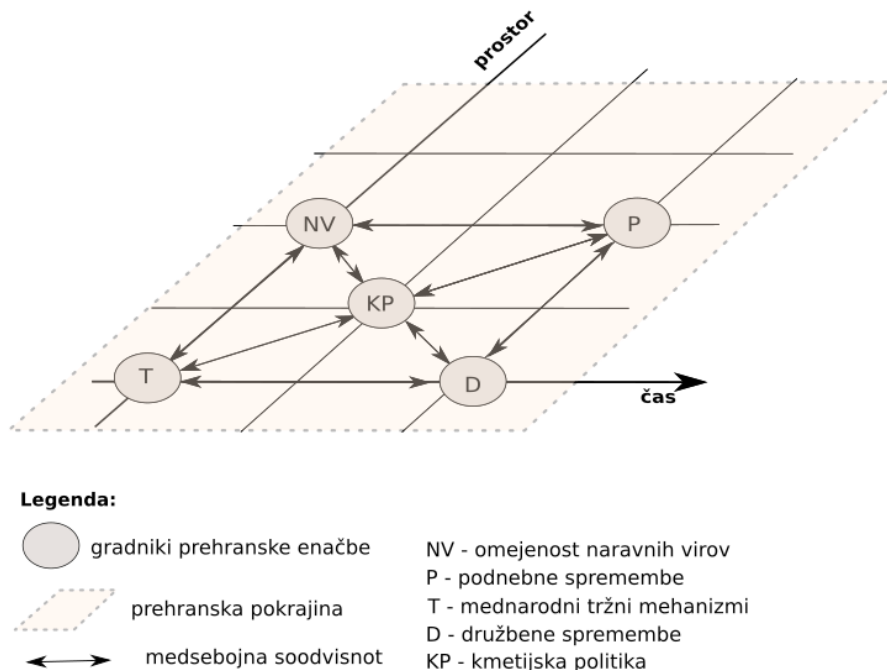 prostor
NV
P
KP
T
D
čas
Legenda:
gradniki prehranske enačbe
prehranska pokrajina
medsebojna soodvisnot
NV - omejenost naravnih virov
P - podnebne spremembe
T - mednarodni tržni mehanizmi
D - družbene spremembe
KP - kmetijska politika